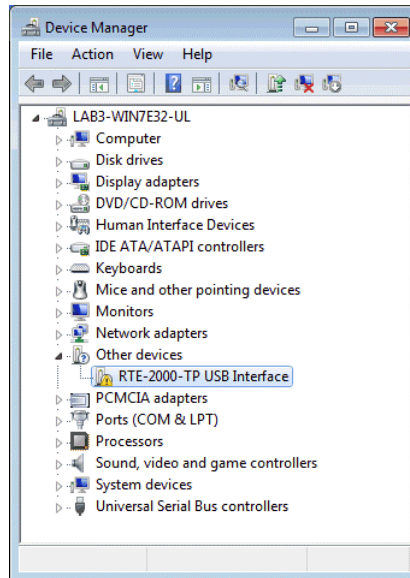 Device Manager
File Action View Help
LAB3-WIN7E32-UL
Computer
Disk drives
Display adapters
DVD/CD-ROM drives
Human Interface Devices
IDE ATA/ATAPI controllers
Keyboards
Mice and other pointing devices
Monitors
Network adapters
Other devices
RTE-2000-TP USB Interface
PCMCIA adapters
Ports (COM & LPT)
Processors
Sound, video and game controllers
System devices
Universal Serial Bus controllers